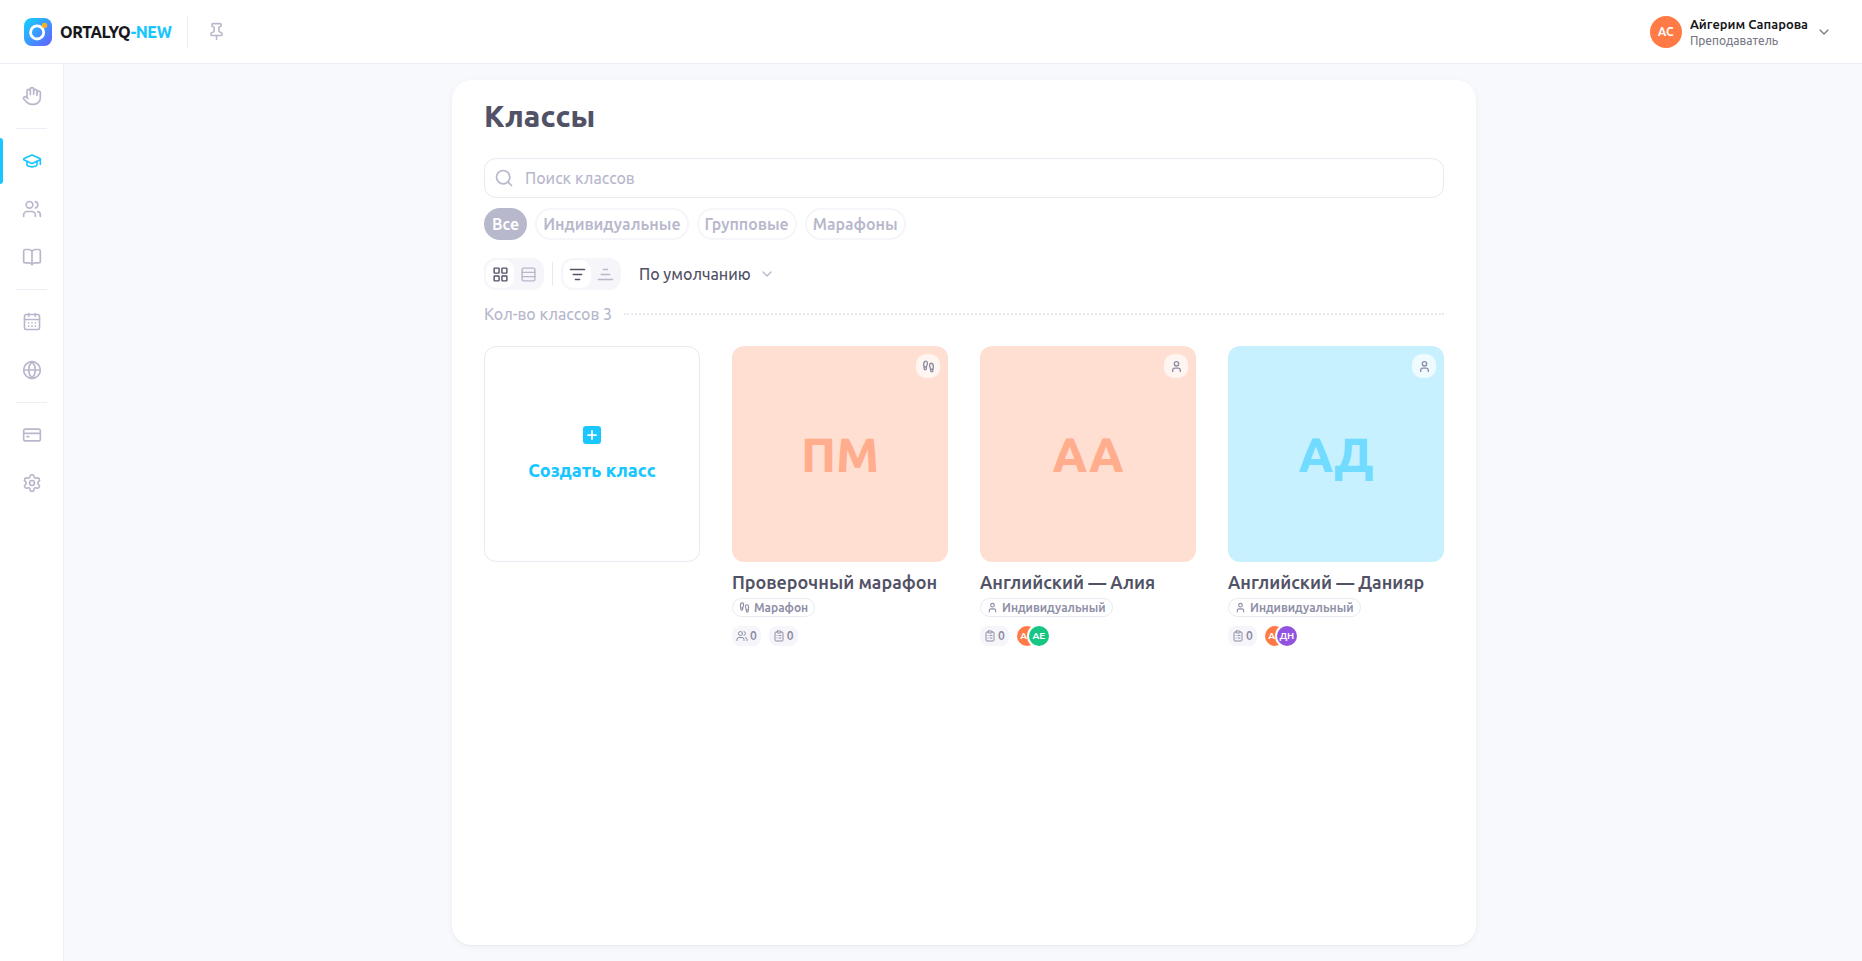 ORTALYQ-NEW
АС
Айгерим Сапарова
Преподаватель
Классы
Поиск классов
Все
Индивидуальные
Групповые
Марафоны
По умолчанию
Кол-во классов 3
Создать класс
ПМ
Проверочный марафон
Марафон
0
0
АА
Английский — Алия
Индивидуальный
0
АЕ
АД
Английский — Данияр
Индивидуальный
0
ДН